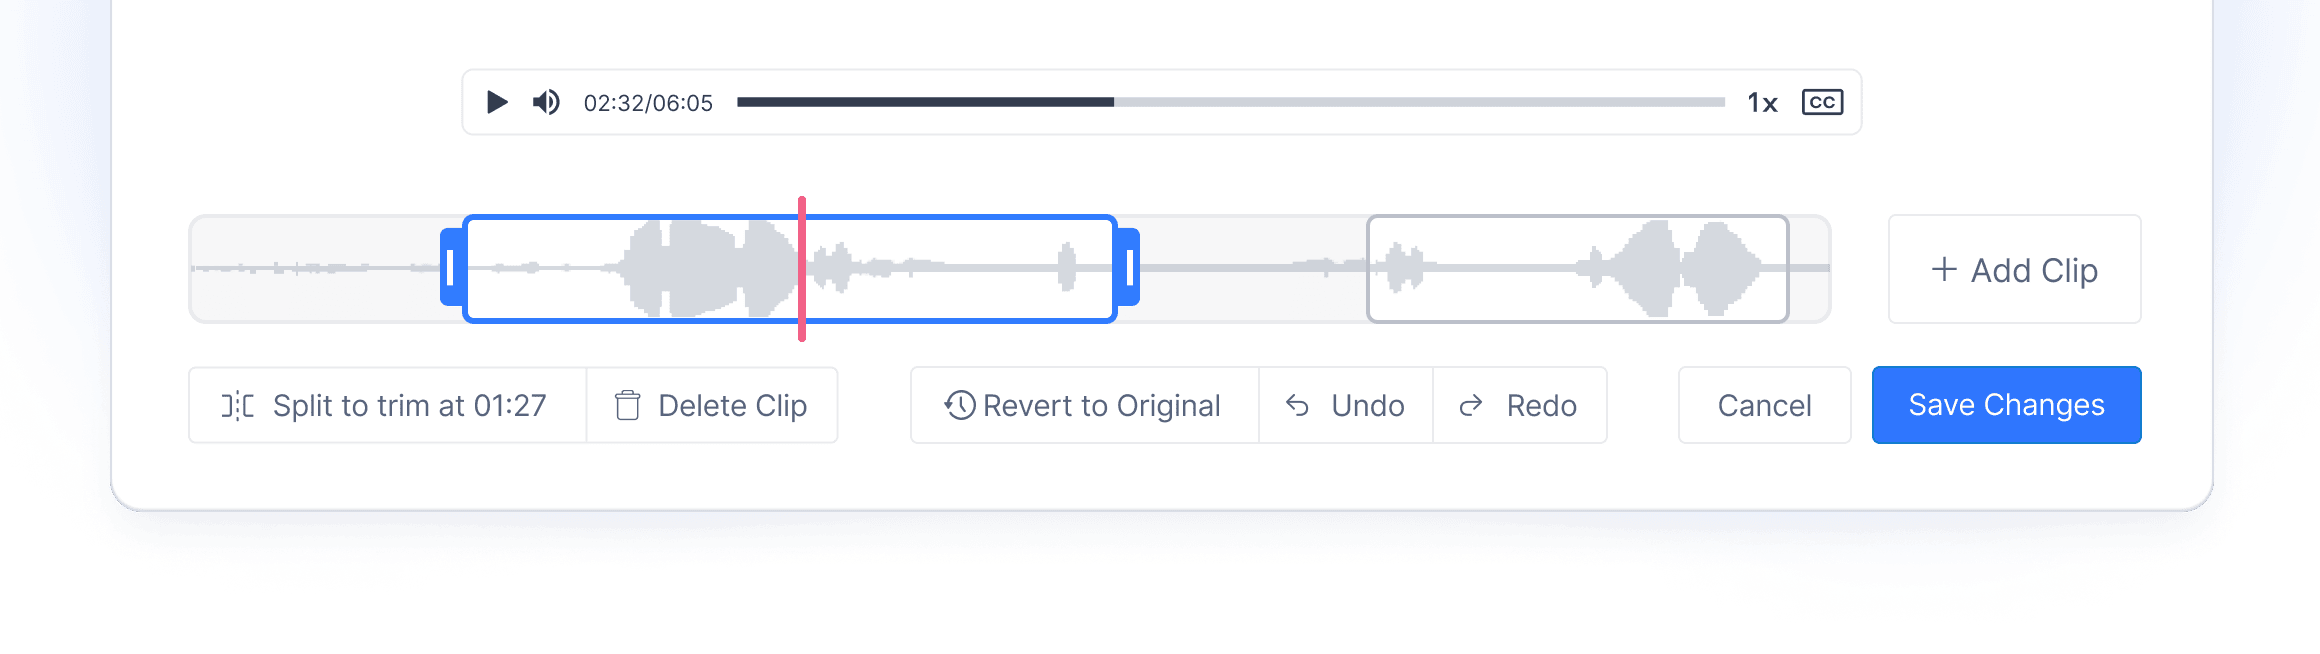 02:32/06:05 1x CC
+ Add Clip
Split to trim at 01:27 Delete Clip Revert to Original Undo Redo Cancel Save Changes